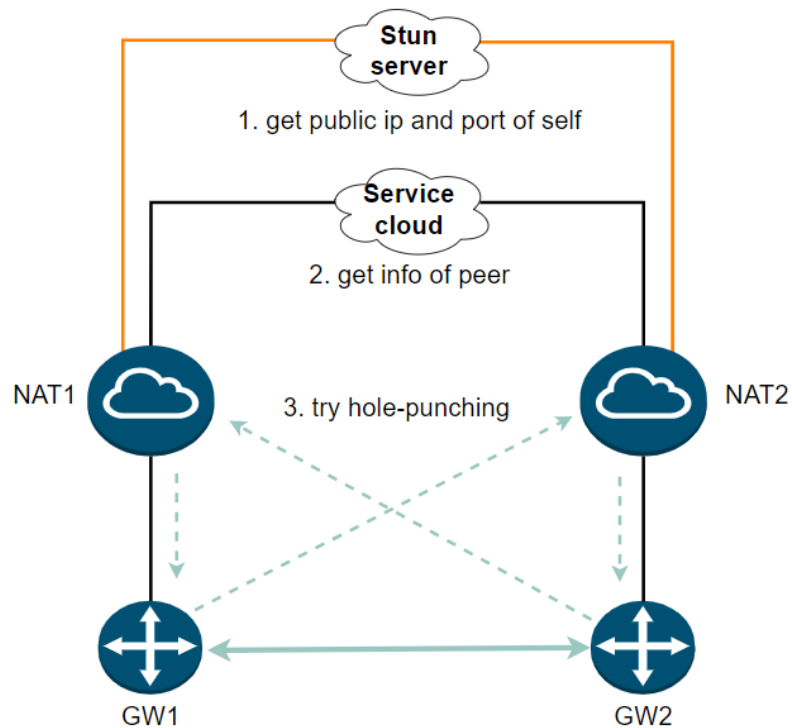 Stun
server
1. get public ip and port of self
Service
cloud
2. get info of peer
NAT1
3. try hole-punching
NAT2
GW1
GW2